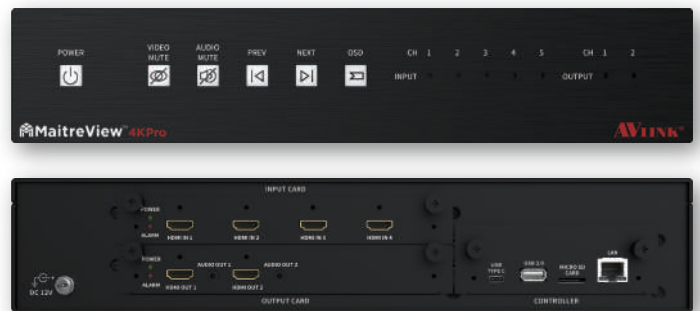 POWER
VIDEO MUTE
AUDIO MUTE
PREV
NEXT
OSD
CH 1 2 3 4 5
CH 1 2
INPUT
OUTPUT
MaitreView™ 4KPro
AVLINK®
INPUT CARD
POWER
ALARM
HDMI IN 1
HDMI IN 2
HDMI IN 3
HDMI IN 4
POWER
AUDIO OUT 1
AUDIO OUT 2
ALARM
HDMI OUT 1
HDMI OUT 2
OUTPUT CARD
DC 12V
USB TYPE C
USB 2.0
MICRO SD CARD
LAN
CONTROLLER